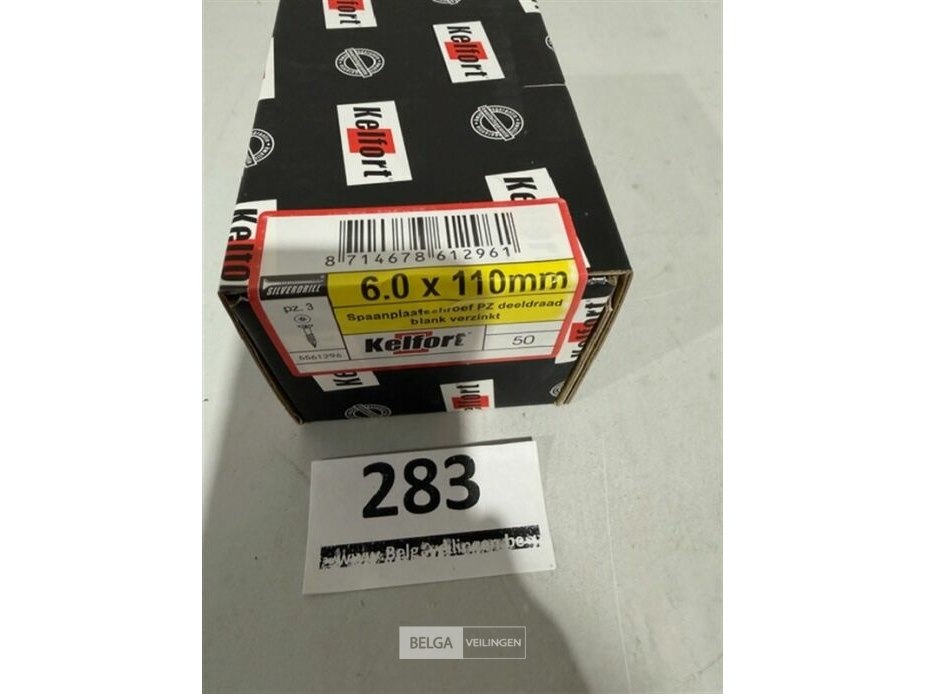 Kelfort
Kelfort
Kelfort
8 714678 612961
SILVERDRILL
6.0 x 110mm
pz. 3
Spaanplaatschroef PZ deeldraad
blank verzinkt
5561296
Kelfort
50
283
BELGA VEILINGEN